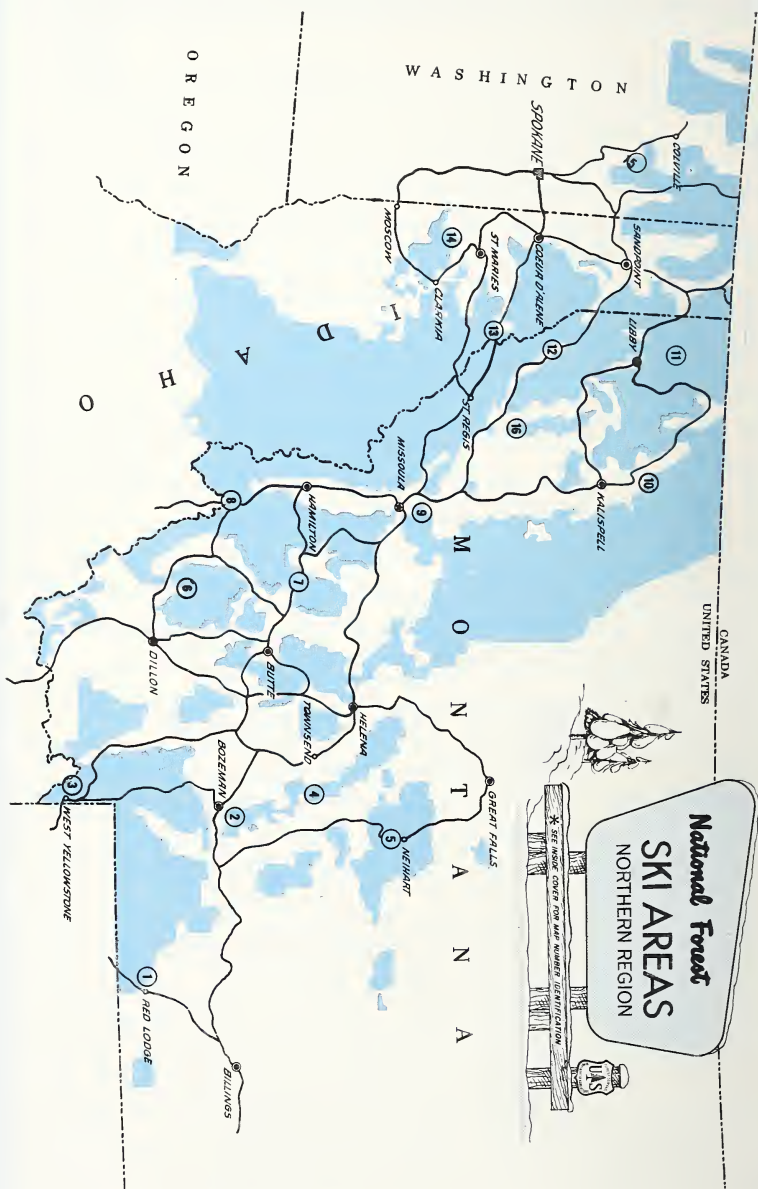 National Forest
SKI AREAS
NORTHERN REGION
* SEE INSIDE COVER FOR MAP NUMBER IDENTIFICATION
CANADA
UNITED STATES
WASHINGTON
OREGON
IDAHO
MONTANA
COLVILLE
SPOKANE
SANDPOINT
COEUR D'ALENE
ST MARIES
MOSCOW
CLARKIA
LIBBY
KALISPELL
ST REGIS
MISSOULA
HAMILTON
GREAT FALLS
NEIHART
HELENA
TOWNSEND
BUTTE
DILLON
BOZEMAN
WEST YELLOWSTONE
RED LODGE
BILLINGS
11
10
12
16
13
14
9
8
7
6
5
4
2
3
1